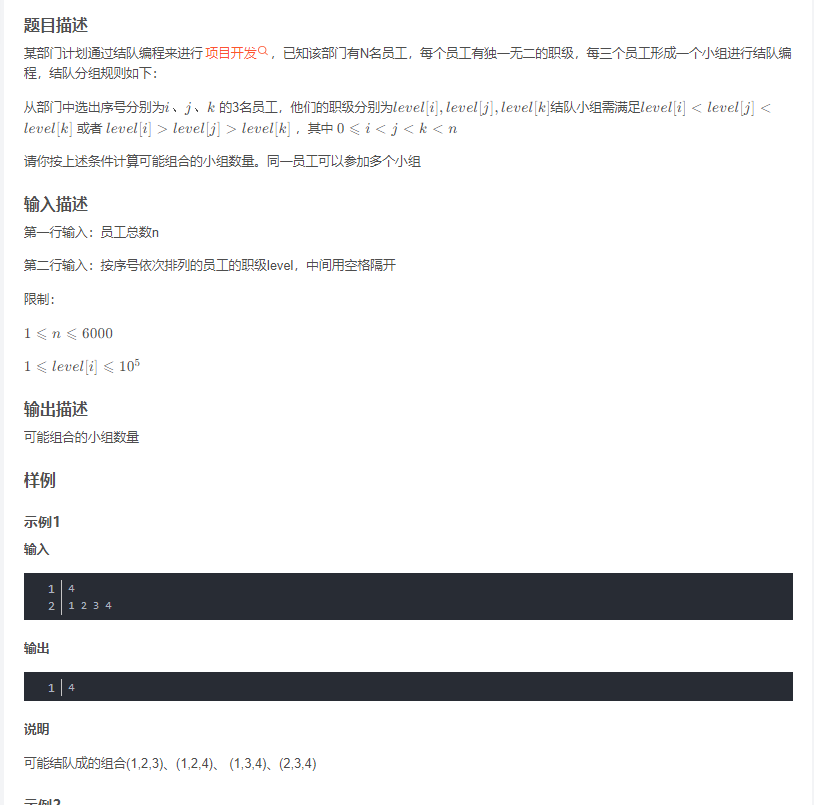 题目描述
某部门计划通过结队编程来进行 项目开发 ，已知该部门有N名员工，每个员工有独一无二的职级，每三个员工形成一个小组进行结队编
程，结队分组规则如下：
从部门中选出序号分别为i、j、k 的3名员工，他们的职级分别为level[i], level[j], level[k]结队小组需满足level[i] < level[j] <
level[k] 或者 level[i] > level[j] > level[k] ，其中 0 ⩽ i < j < k < n
请你按上述条件计算可能组合的小组数量。同一员工可以参加多个小组
输入描述
第一行输入：员工总数n
第二行输入：按序号依次排列的员工的职级level，中间用空格隔开
限制：
1 ⩽ n ⩽ 6000
1 ⩽ level[i] ⩽ 10⁵
输出描述
可能组合的小组数量
样例
示例1
输入
1 4
2 1 2 3 4
输出
1 4
说明
可能结队成的组合(1,2,3)、(1,2,4)、 (1,3,4)、(2,3,4)
示例2